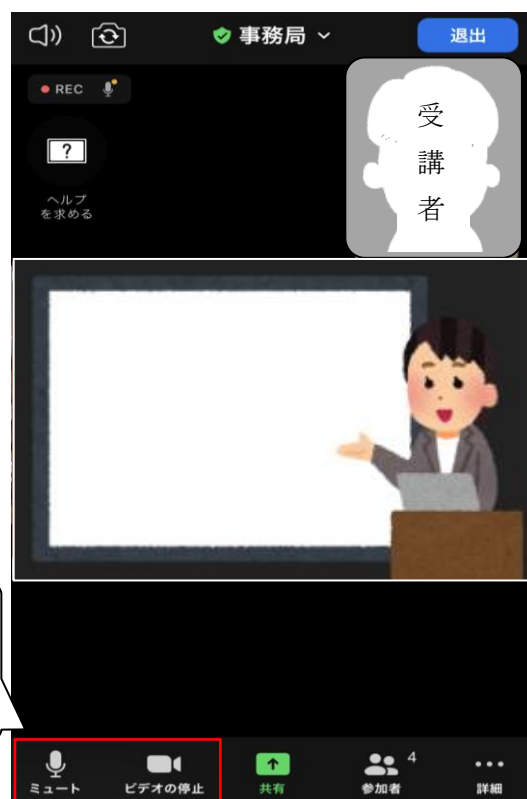 事務局
退出
REC
?
ヘルプ
を求める
受
講
者
ミュート
ビデオの停止
共有
4
参加者
詳細